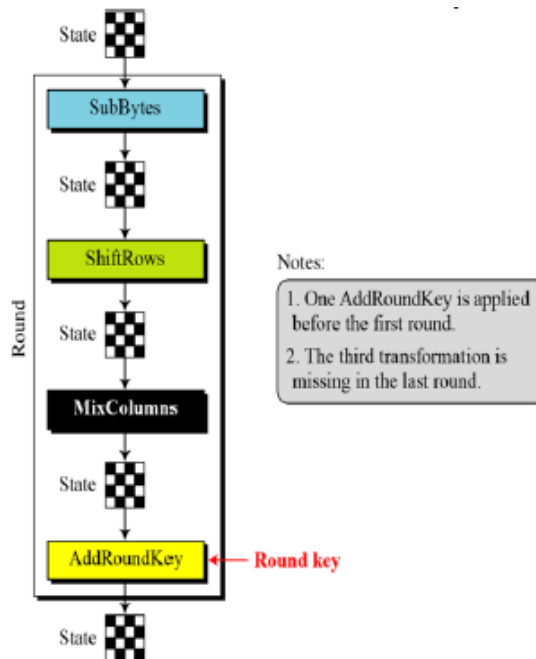 State
SubBytes
State
ShiftRows
Round
State
MixColumns
State
AddRoundKey
Round key
State
Notes:
1. One AddRoundKey is applied
before the first round.
2. The third transformation is
missing in the last round.